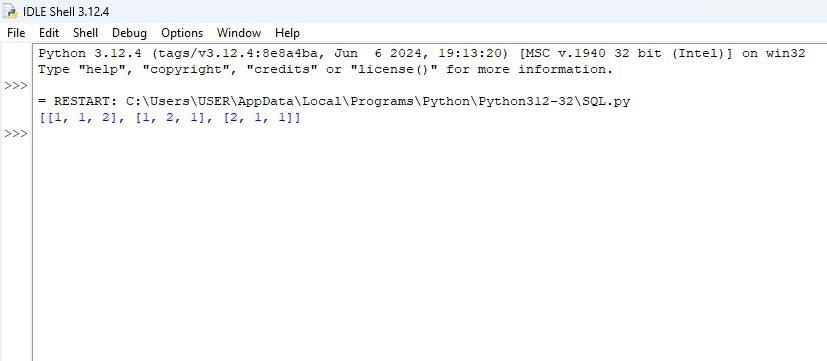 IDLE Shell 3.12.4
File Edit Shell Debug Options Window Help
Python 3.12.4 (tags/v3.12.4:8e8a4ba, Jun  6 2024, 19:13:20) [MSC v.1940 32 bit (Intel)] on win32
Type "help", "copyright", "credits" or "license()" for more information.
>>>
= RESTART: C:\Users\USER\AppData\Local\Programs\Python\Python312-32\SQL.py
[[1, 1, 2], [1, 2, 1], [2, 1, 1]]
>>>